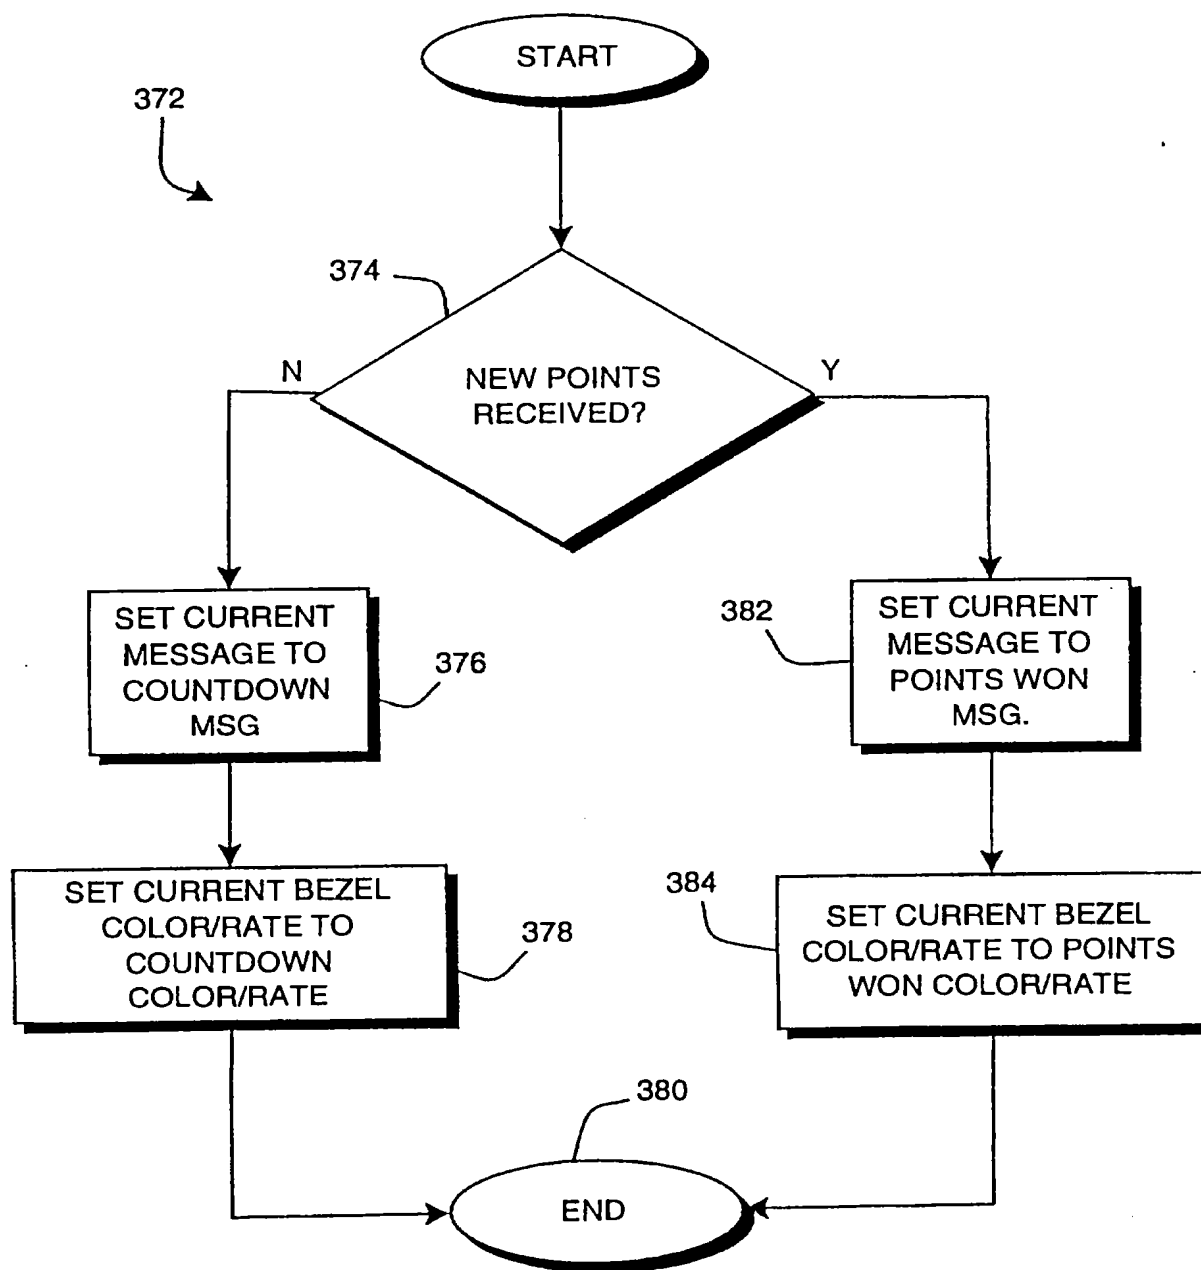 START
372
374
N
Y
NEW POINTS
RECEIVED?
SET CURRENT
MESSAGE TO
COUNTDOWN
MSG
376
382
SET CURRENT
MESSAGE TO
POINTS WON
MSG.
SET CURRENT BEZEL
COLOR/RATE TO
COUNTDOWN
COLOR/RATE
378
384
SET CURRENT BEZEL
COLOR/RATE TO POINTS
WON COLOR/RATE
380
END